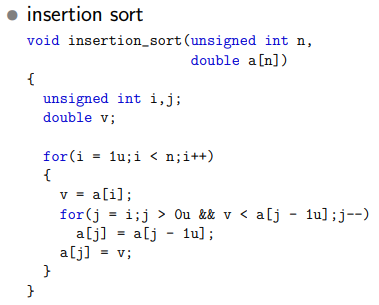 ● insertion sort
void insertion_sort(unsigned int n,
                    double a[n])
{
  unsigned int i,j;
  double v;

  for(i = 1u;i < n;i++)
  {
    v = a[i];
    for(j = i;j > 0u && v < a[j - 1u];j--)
      a[j] = a[j - 1u];
    a[j] = v;
  }
}